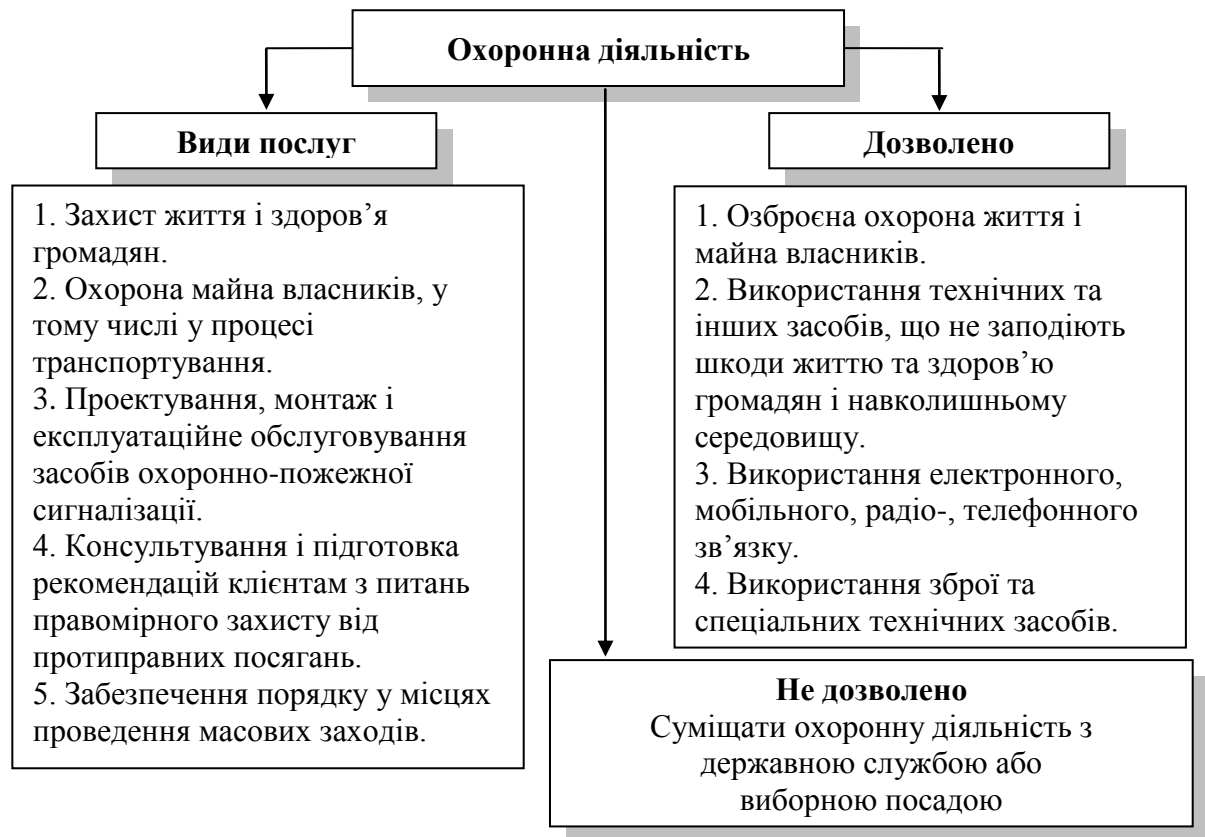 Охоронна діяльність
Види послуг
1. Захист життя і здоров’я
громадян.
2. Охорона майна власників, у
тому числі у процесі
транспортування.
3. Проектування, монтаж і
експлуатаційне обслуговування
засобів охоронно-пожежної
сигналізації.
4. Консультування і підготовка
рекомендацій клієнтам з питань
правомірного захисту від
протиправних посягань.
5. Забезпечення порядку у місцях
проведення масових заходів.
Дозволено
1. Озброєна охорона життя і
майна власників.
2. Використання технічних та
інших засобів, що не заподіють
шкоди життю та здоров’ю
громадян і навколишньому
середовищу.
3. Використання електронного,
мобільного, радіо-, телефонного
зв’язку.
4. Використання зброї та
спеціальних технічних засобів.
Не дозволено
Суміщати охоронну діяльність з
державною службою або
виборною посадою